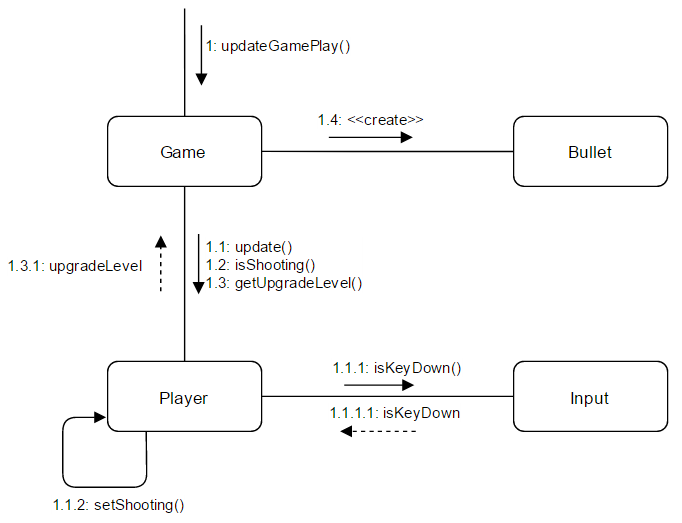 1: updateGamePlay()
1.4: <<create>>
Game
Bullet
1.1: update()
1.3.1: upgradeLevel
1.2: isShooting()
1.3: getUpgradeLevel()
1.1.1: isKeyDown()
Player
Input
1.1.1.1: isKeyDown
1.1.2: setShooting()